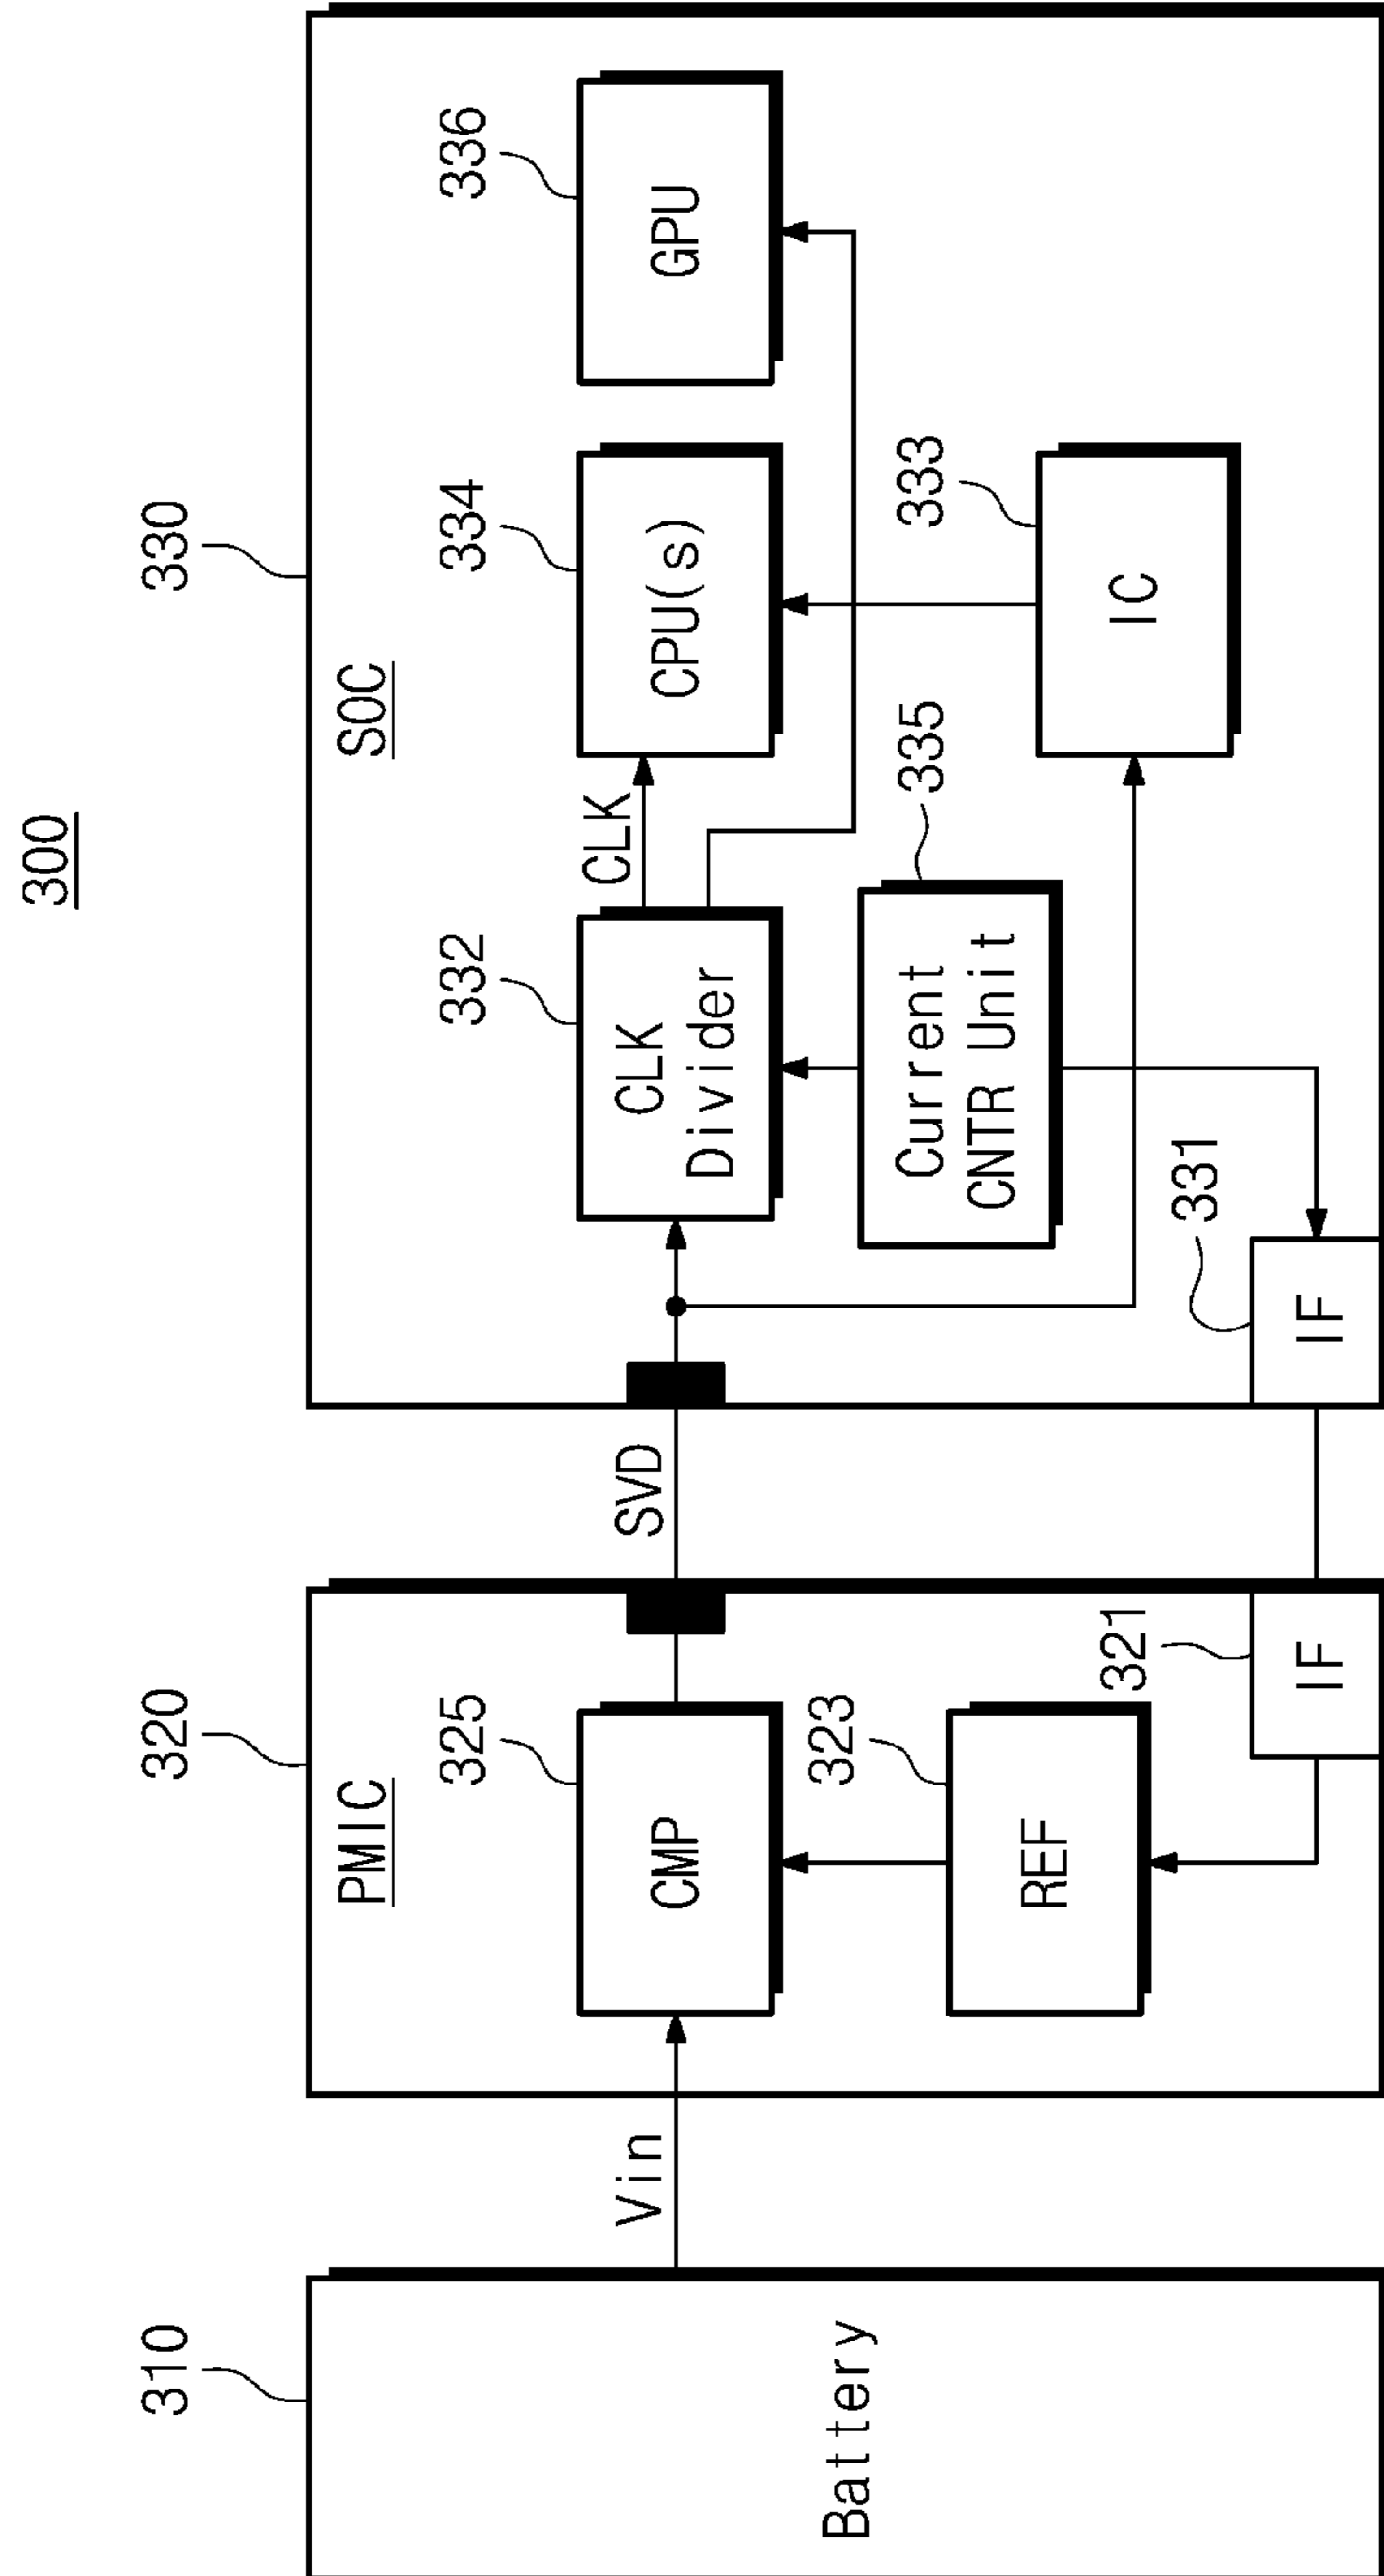 300
310
320
330
Battery
PMIC
SOC
Vin
SVD
325
CMP
323
REF
321
IF
332
CLK
Divider
CLK
334
CPU(s)
336
GPU
335
Current
CNTR Unit
333
IC
331
IF